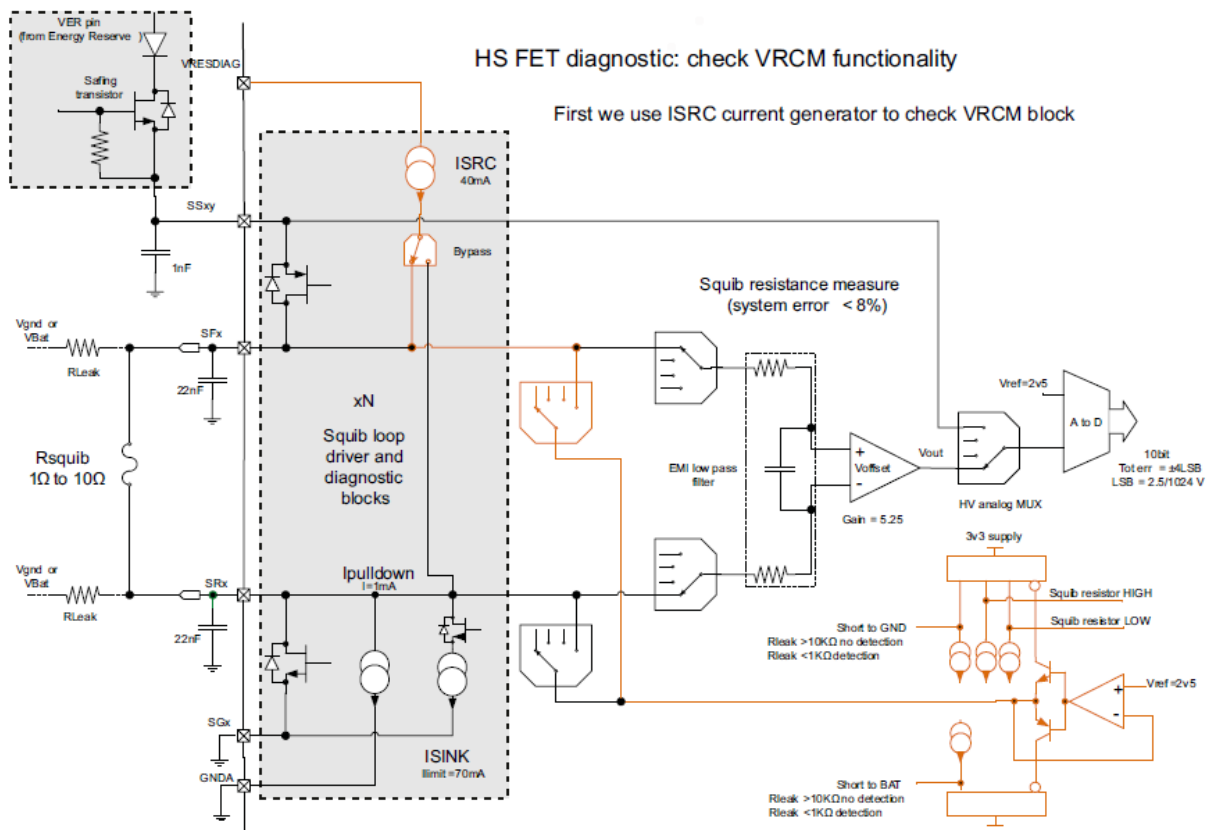 VER pin
(from Energy Reserve )
VRESDIAG
HS FET diagnostic: check VRCM functionality
Safing
transistor
First we use ISRC current generator to check VRCM block
ISRC
40mA
SSxy
Bypass
1nF
Squib resistance measure
(system error < 8%)
Vgnd or
VBat
SFx
RLeak
22nF
xN
Squib loop
driver and
diagnostic
blocks
Vref=2v5
A to D
Rsquib
1Ω to 10Ω
EMI low pass
filter
+
Voffset
-
Vout
Gain = 5.25
HV analog MUX
10bit
Tot err = ±4LSB
LSB = 2.5/1024 V
3v3 supply
Vgnd or
VBat
SRx
Ipulldown
I=1mA
RLeak
22nF
Squib resistor HIGH
Squib resistor LOW
Short to GND
Rleak >10KΩ no detection
Rleak <1KΩ detection
Vref=2v5
+
-
SGx
GNDA
ISINK
Ilimit =70mA
Short to BAT
Rleak >10KΩ no detection
Rleak <1KΩ detection